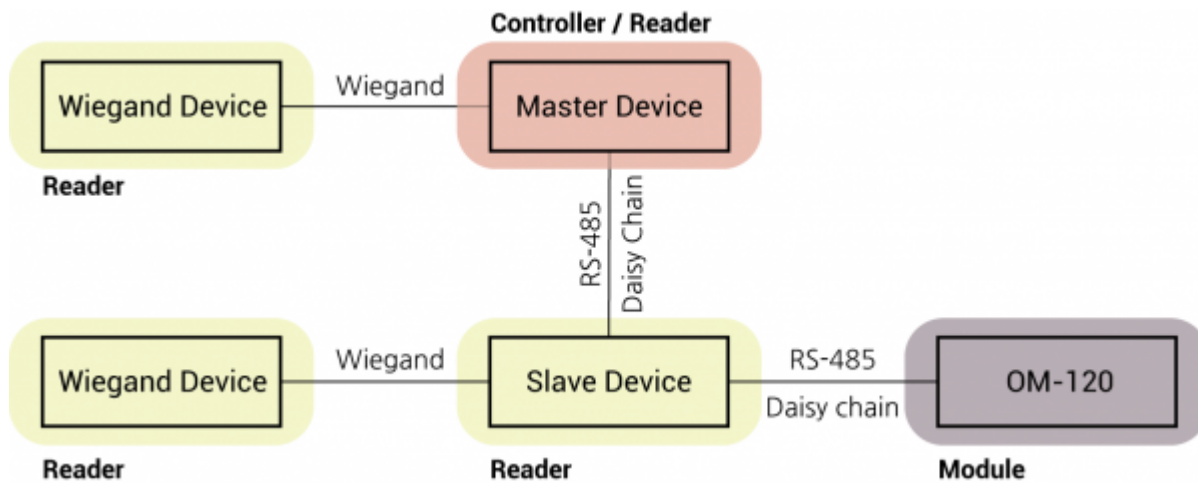 Controller / Reader
Wiegand Device
Wiegand
Master Device
Reader
RS-485
Daisy Chain
Wiegand Device
Wiegand
Slave Device
RS-485
Daisy chain
OM-120
Reader
Reader
Module